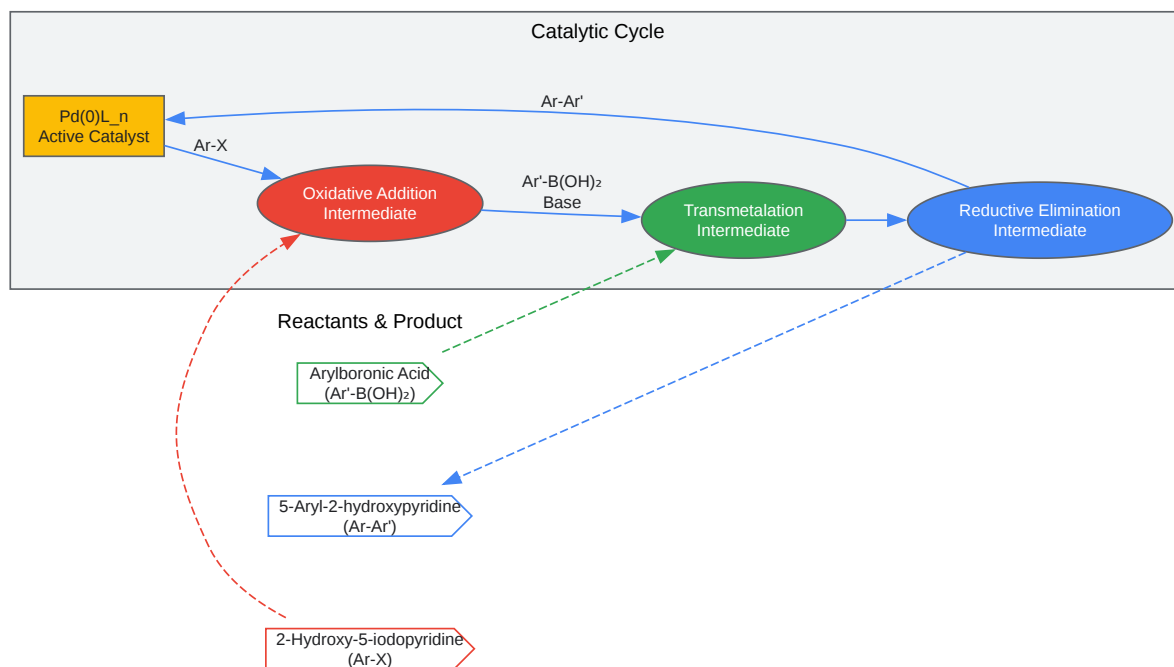 Catalytic Cycle
Pd(0)L_n
Active Catalyst
Ar-Ar'
Ar-X
Oxidative Addition
Intermediate
Ar'-B(OH)₂
Base
Transmetalation
Intermediate
Reductive Elimination
Intermediate
Reactants & Product
Arylboronic Acid
(Ar'-B(OH)₂)
5-Aryl-2-hydroxypyridine
(Ar-Ar')
2-Hydroxy-5-iodopyridine
(Ar-X)